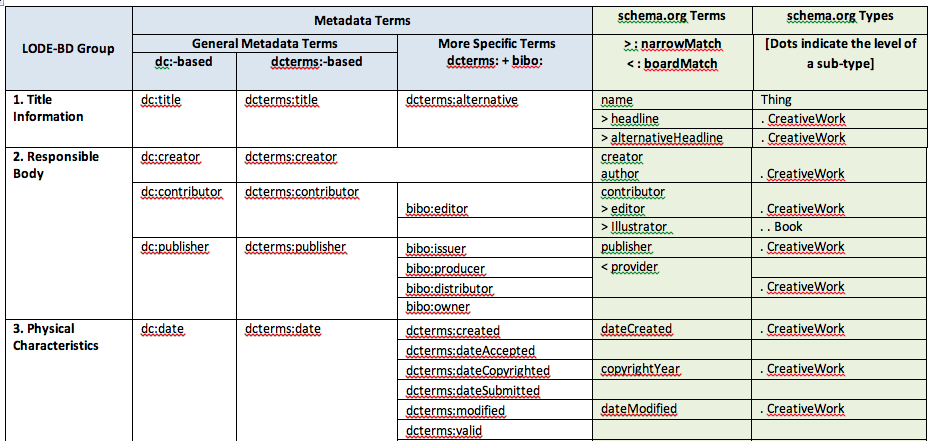 LODE-BD Group
Metadata Terms
schema.org Terms
schema.org Types
General Metadata Terms
More Specific Terms
dc:-based
dcterms:-based
dcterms: + bibo:
> : narrowMatch
< : boardMatch
[Dots indicate the level of
a sub-type]
1. Title
Information
dc:title
dcterms:title
dcterms:alternative
name
Thing
> headline
. CreativeWork
> alternativeHeadline
. CreativeWork
2. Responsible
Body
dc:creator
dcterms:creator
creator
author
. CreativeWork
dc:contributor
dcterms:contributor
bibo:editor
contributor
> editor
. CreativeWork
> Illustrator
. . Book
dc:publisher
dcterms:publisher
bibo:issuer
publisher
. CreativeWork
bibo:producer
< provider
bibo:distributor
. CreativeWork
bibo:owner
3. Physical
Characteristics
dc:date
dcterms:date
dcterms:created
dateCreated
. CreativeWork
dcterms:dateAccepted
dcterms:dateCopyrighted
copyrightYear
. CreativeWork
dcterms:dateSubmitted
dcterms:modified
dateModified
. CreativeWork
dcterms:valid